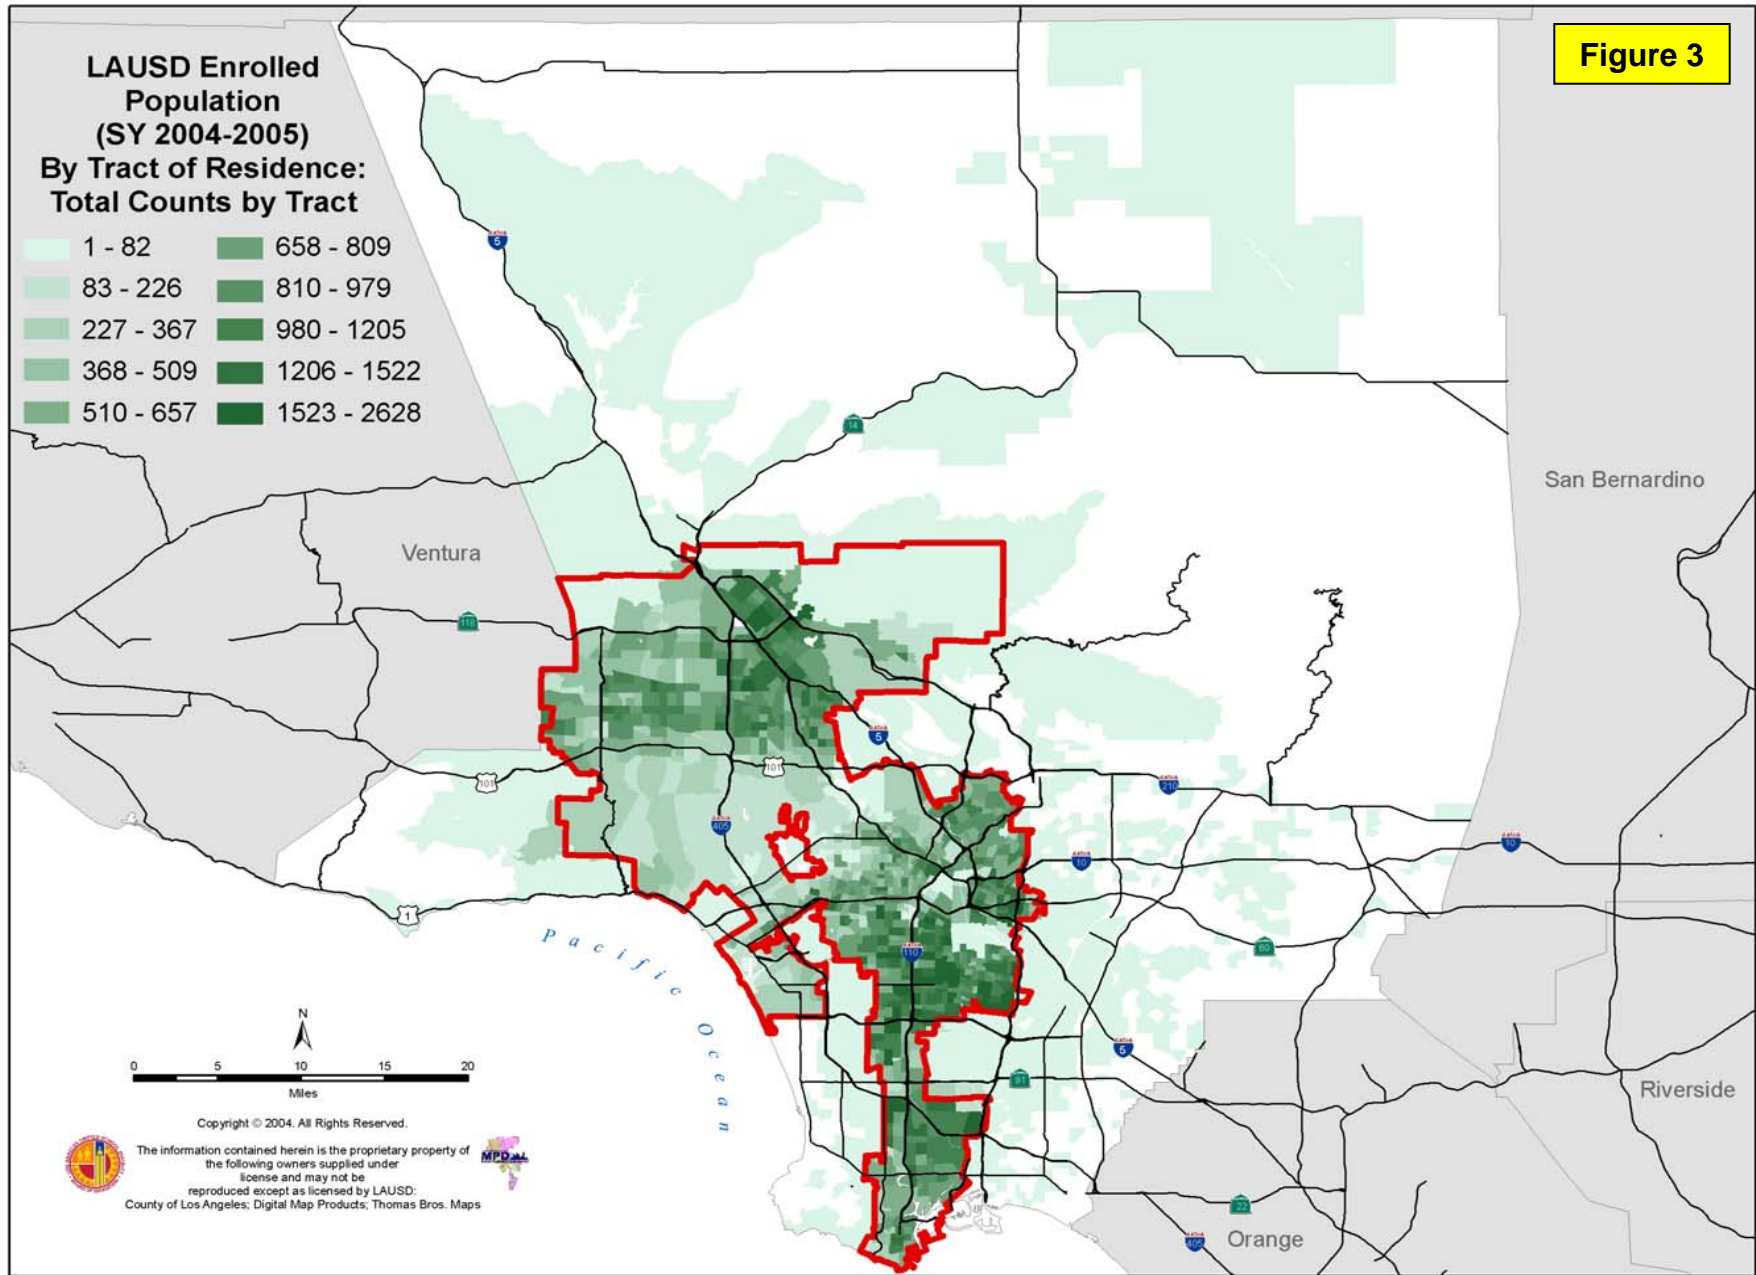 Figure 3
LAUSD Enrolled
Population
(SY 2004-2005)
By Tract of Residence:
Total Counts by Tract
1 - 82
83 - 226
227 - 367
368 - 509
510 - 657
658 - 809
810 - 979
980 - 1205
1206 - 1522
1523 - 2628
5
14
San Bernardino
Ventura
118
5
101
101
210
405
10
10
1
110
60
Pacific Ocean
5
91
Riverside
22
405
Orange
N
0 5 10 15 20
Miles
Copyright © 2004. All Rights Reserved.
The information contained herein is the proprietary property of
the following owners supplied under
license and may not be
reproduced except as licensed by LAUSD:
County of Los Angeles; Digital Map Products; Thomas Bros. Maps
MPD